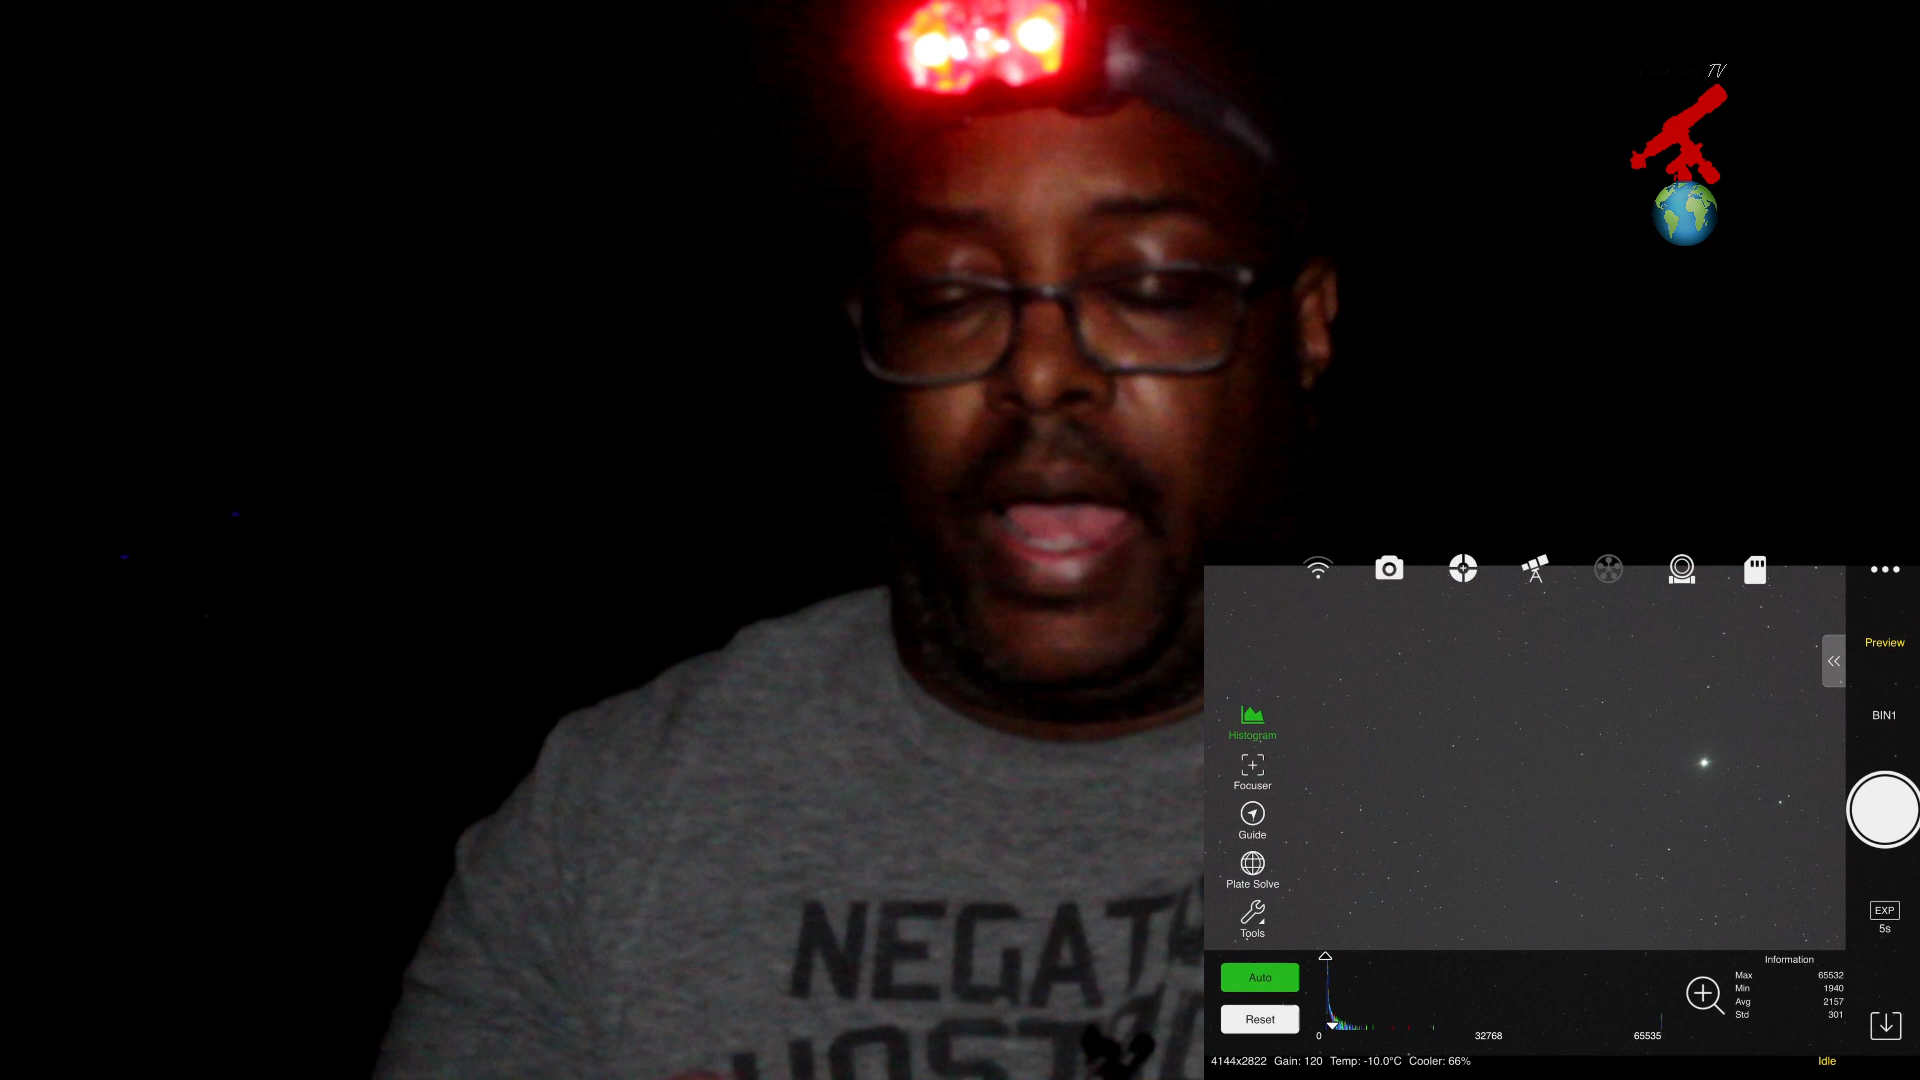 TV
Preview
BIN1
Histogram
Focuser
Guide
Plate Solve
Tools
EXP
5s
Auto
Reset
0
32768
65535
Information
Max 65532
Min 1940
Avg 2157
Std 301
4144x2822 Gain: 120 Temp: -10.0°C Cooler: 66%
Idle